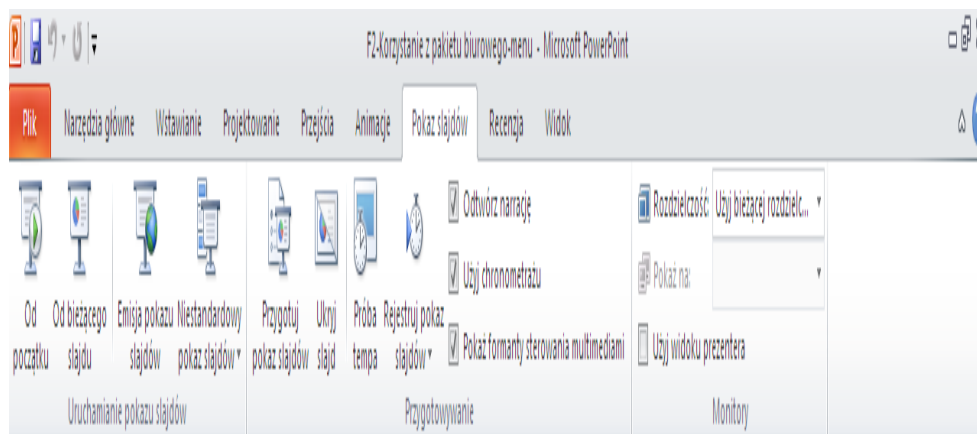 F2-Korzystanie z pakietu biurowego-menu - Microsoft PowerPoint
Plik Narzędzia główne Wstawianie Projektowanie Przejścia Animacje Pokaz slajdów Recenzja Widok
Od początku
Od bieżącego slajdu
Emisja pokazu slajdów
Niestandardowy pokaz slajdów
Uruchamianie pokazu slajdów
Przygotuj pokaz slajdów
Ukryj slajd
Próba tempa
Rejestruj pokaz slajdów
Odtwórz narrację
Użyj chronometrażu
Pokaż formanty sterowania multimediami
Przygotowywanie
Rozdzielczość: Użyj bieżącej rozdzielc...
Pokaż na:
Użyj widoku prezentera
Monitory